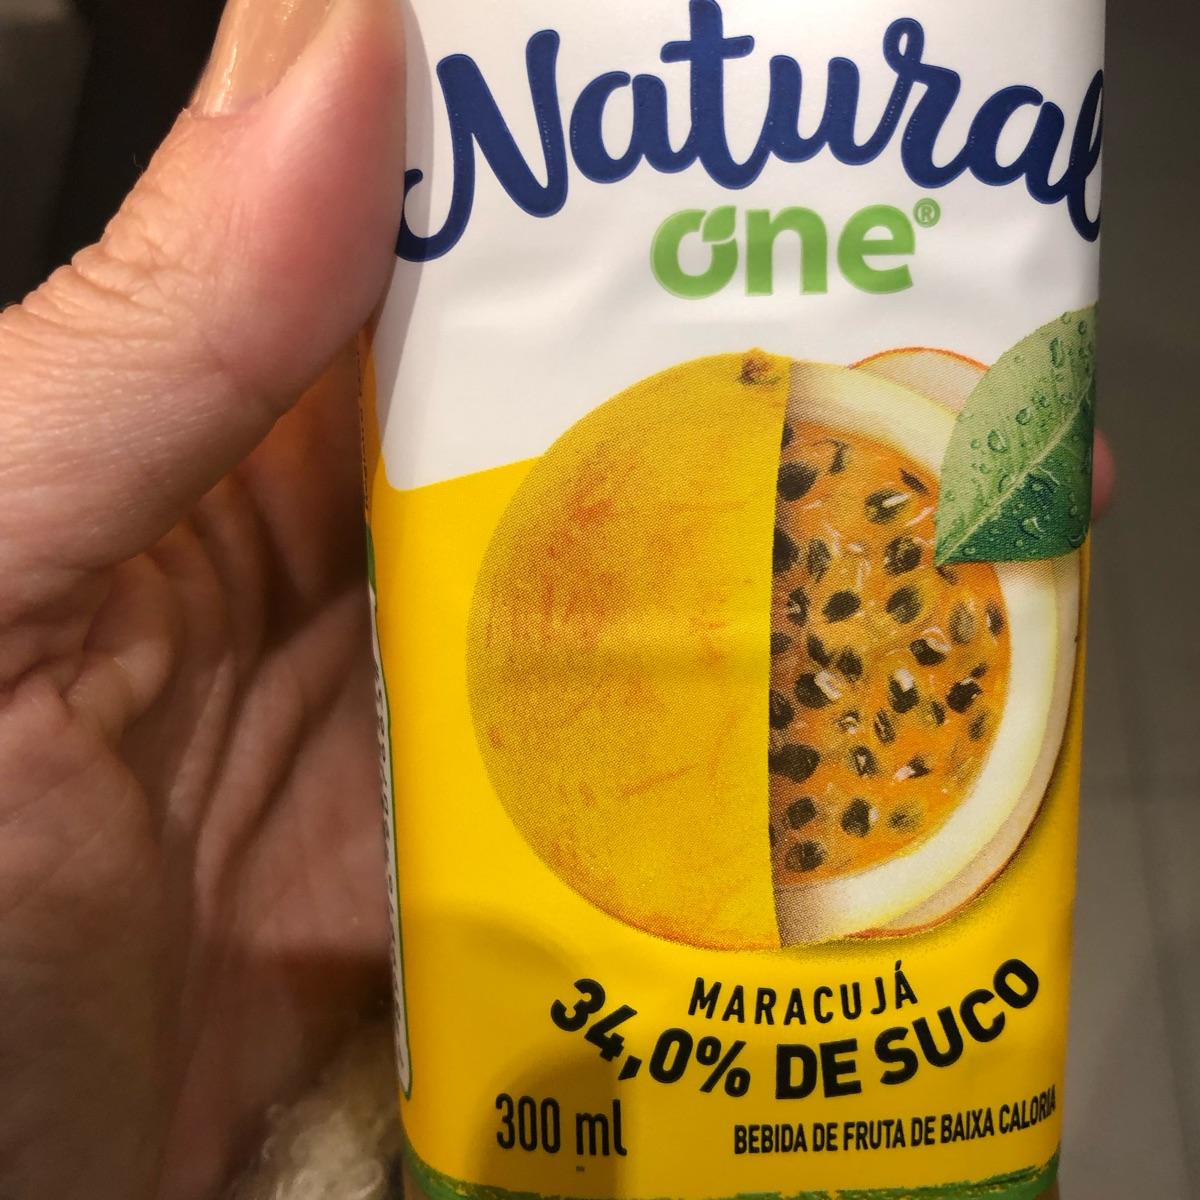 Natural
one®
MARACUJÁ
34,0% DE SUCO
300 ml
BEBIDA DE FRUTA DE BAIXA CALORIA